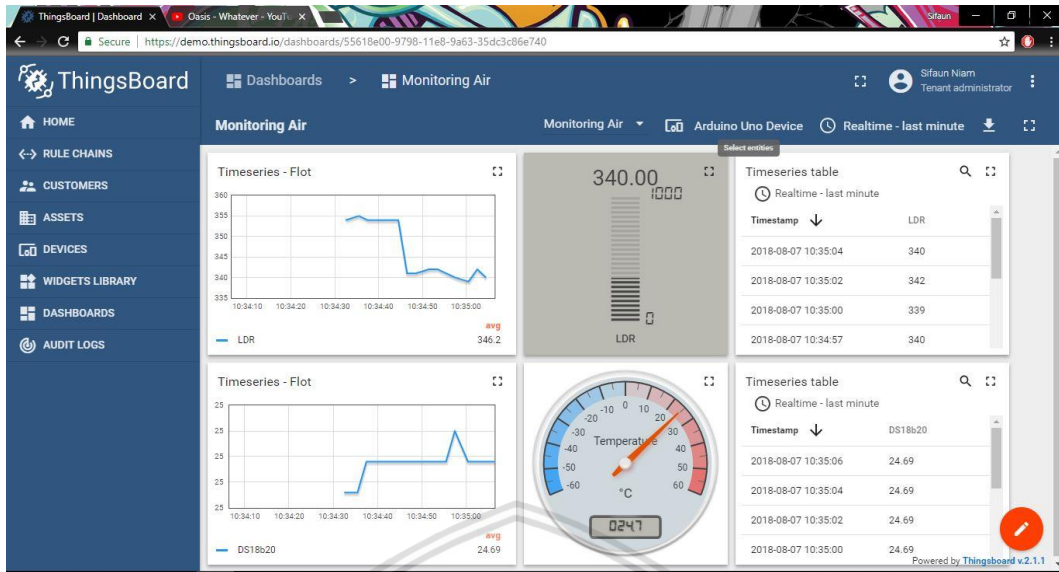 ThingsBoard | Dashboard
Oasis - Whatever - YouTu
Sifaun
Secure | https://demo.thingsboard.io/dashboards/55618e00-9798-11e8-9a63-35dc3c86e740
ThingsBoard
Dashboards > Monitoring Air
Sifaun Niam
Tenant administrator
HOME
RULE CHAINS
CUSTOMERS
ASSETS
DEVICES
WIDGETS LIBRARY
DASHBOARDS
AUDIT LOGS
Monitoring Air
Monitoring Air
Arduino Uno Device
Realtime - last minute
Select entities
Timeseries - Flot
360
355
350
345
340
335
10:34:10 10:34:20 10:34:30 10:34:40 10:34:50 10:35:00
avg
LDR 346.2
340.00
1000
0
LDR
Timeseries table
Realtime - last minute
Timestamp LDR
2018-08-07 10:35:04 340
2018-08-07 10:35:02 342
2018-08-07 10:35:00 339
2018-08-07 10:34:57 340
Timeseries - Flot
25
25
25
25
25
25
10:34:10 10:34:20 10:34:30 10:34:40 10:34:50 10:35:00
avg
DS18b20 24.69
-60 -50 -40 -30 -20 -10 0 10 20 30 40 50 60
Temperature
°C
024.7
Timeseries table
Realtime - last minute
Timestamp DS18b20
2018-08-07 10:35:06 24.69
2018-08-07 10:35:04 24.69
2018-08-07 10:35:02 24.69
2018-08-07 10:35:00 24.69
Powered by Thingsboard v.2.1.1